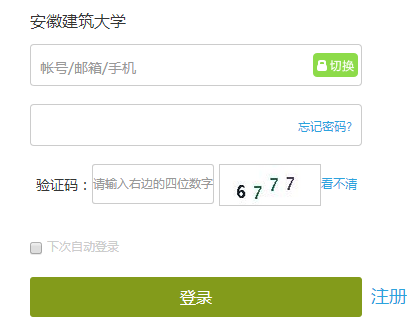 安徽建筑大学
帐号/邮箱/手机 切换
忘记密码?
验证码： 请输入右边的四位数字 6777 看不清
下次自动登录
登录 注册